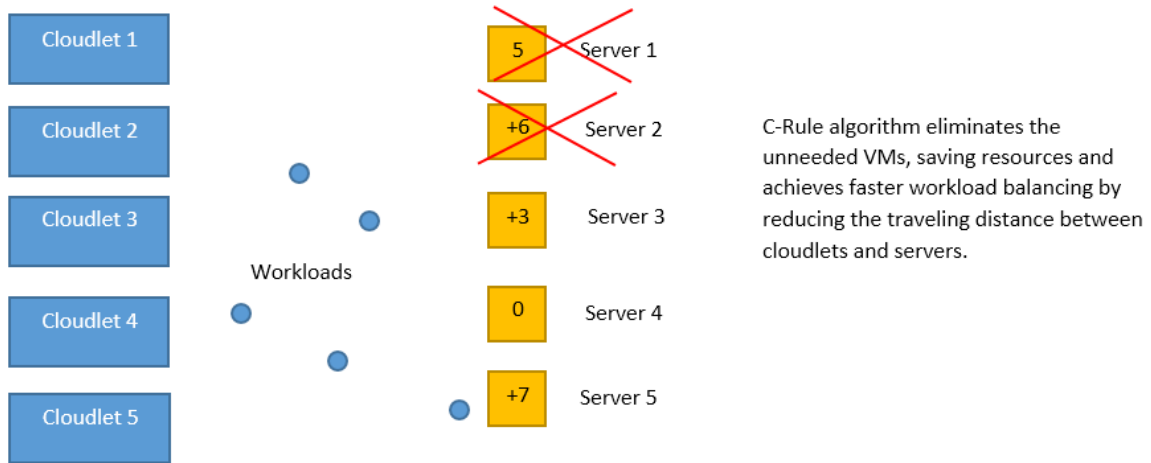 Cloudlet 1
5
Server 1
Cloudlet 2
+6
Server 2
Cloudlet 3
+3
Server 3
Workloads
Cloudlet 4
0
Server 4
Cloudlet 5
+7
Server 5
C-Rule algorithm eliminates the
unneeded VMs, saving resources and
achieves faster workload balancing by
reducing the traveling distance between
cloudlets and servers.